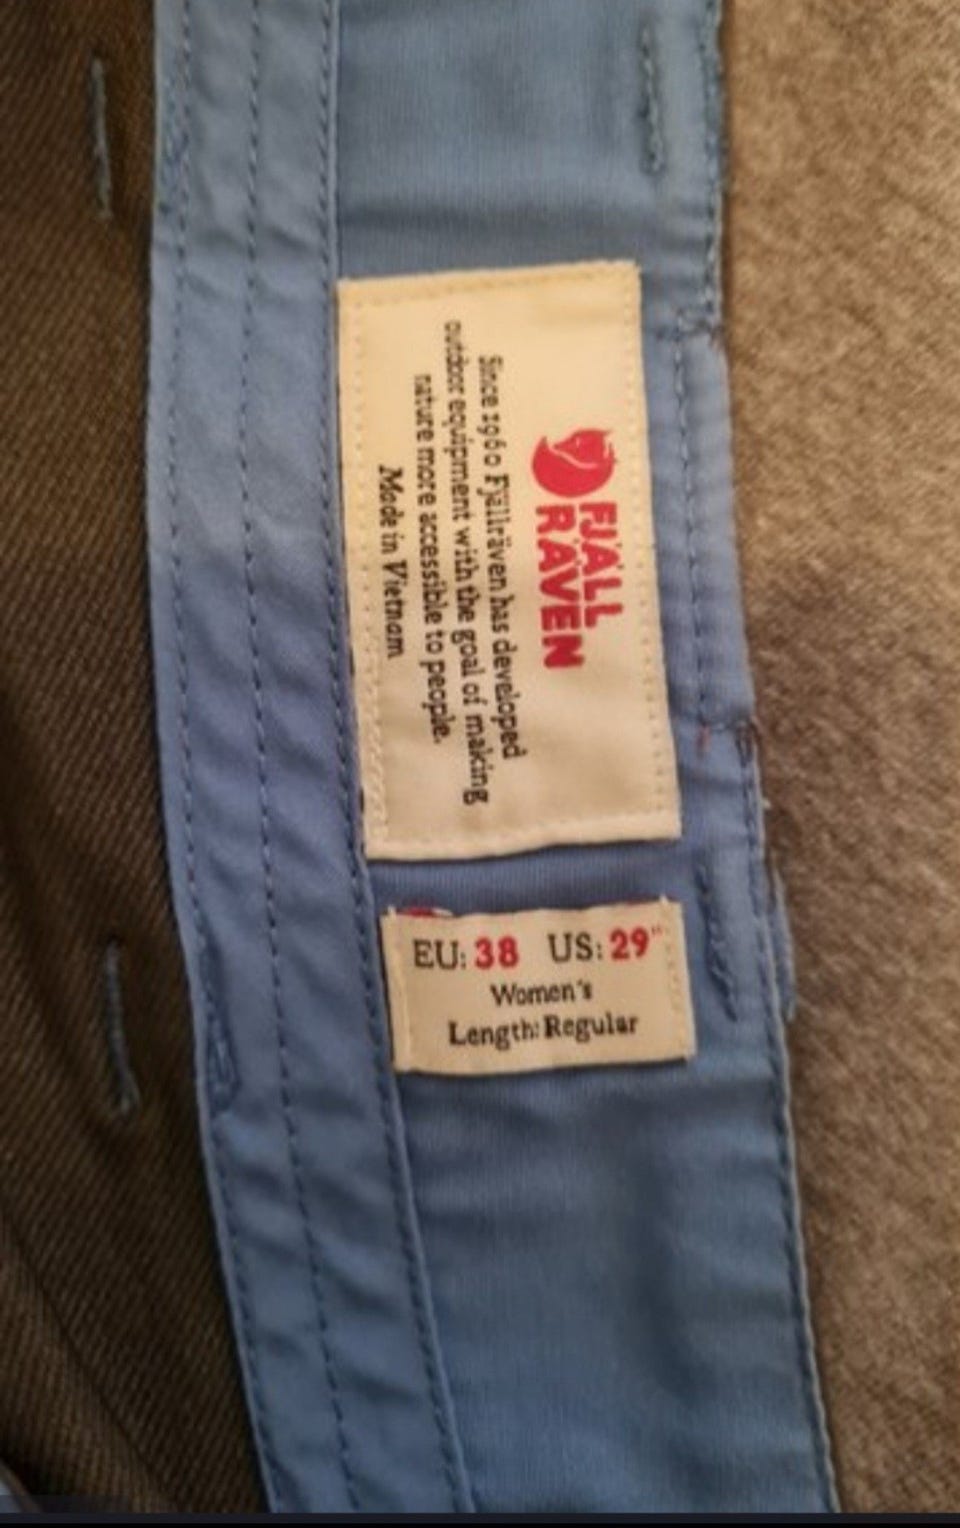 FJÄLL
RÄVEN
Since 1960 Fjällräven has developed
outdoor equipment with the goal of making
nature more accessible to people.
Made in Vietnam
EU: 38 US: 29"
Women's
Length: Regular